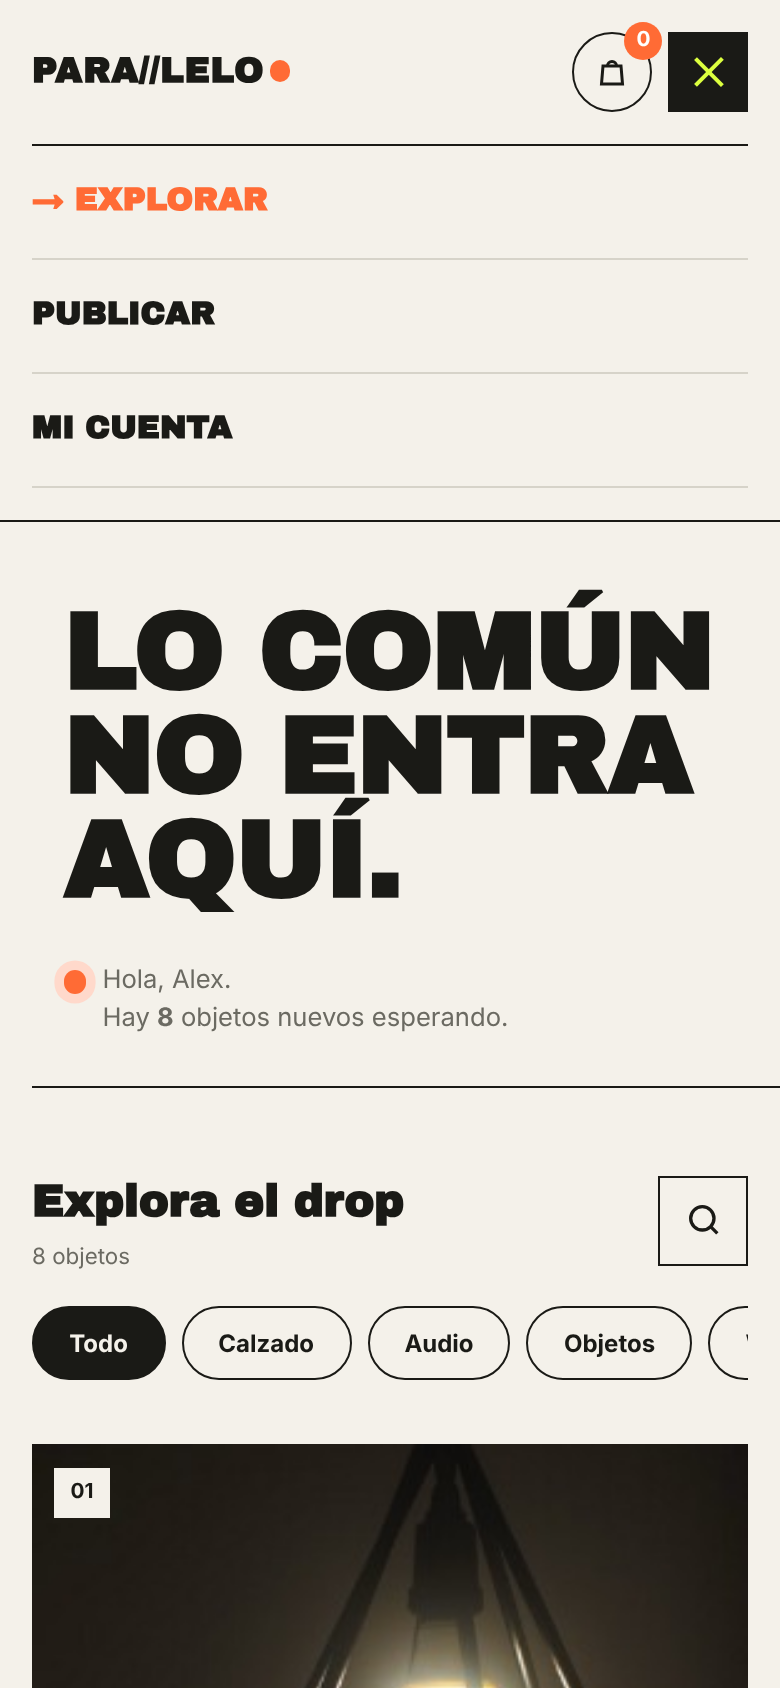 PARA//LELO
0
→ EXPLORAR
PUBLICAR
MI CUENTA
LO COMÚN
NO ENTRA
AQUÍ.
Hola, Alex.
Hay 8 objetos nuevos esperando.
Explora el drop
8 objetos
Todo
Calzado
Audio
Objetos
01